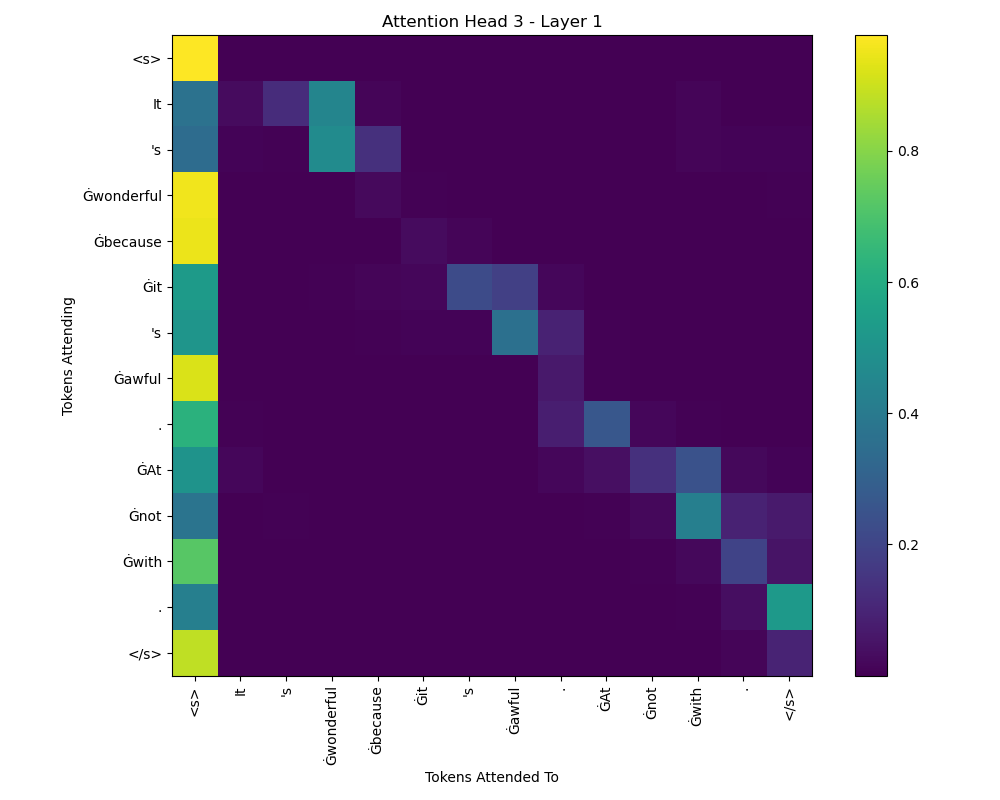 Attention Head 3 - Layer 1
Tokens Attending
<s>
It
's
Ġwonderful
Ġbecause
Ġit
's
Ġawful
.
ĠAt
Ġnot
Ġwith
.
</s>
<s>
It
's
Ġwonderful
Ġbecause
Ġit
's
Ġawful
.
ĠAt
Ġnot
Ġwith
.
</s>
Tokens Attended To
0.8
0.6
0.4
0.2